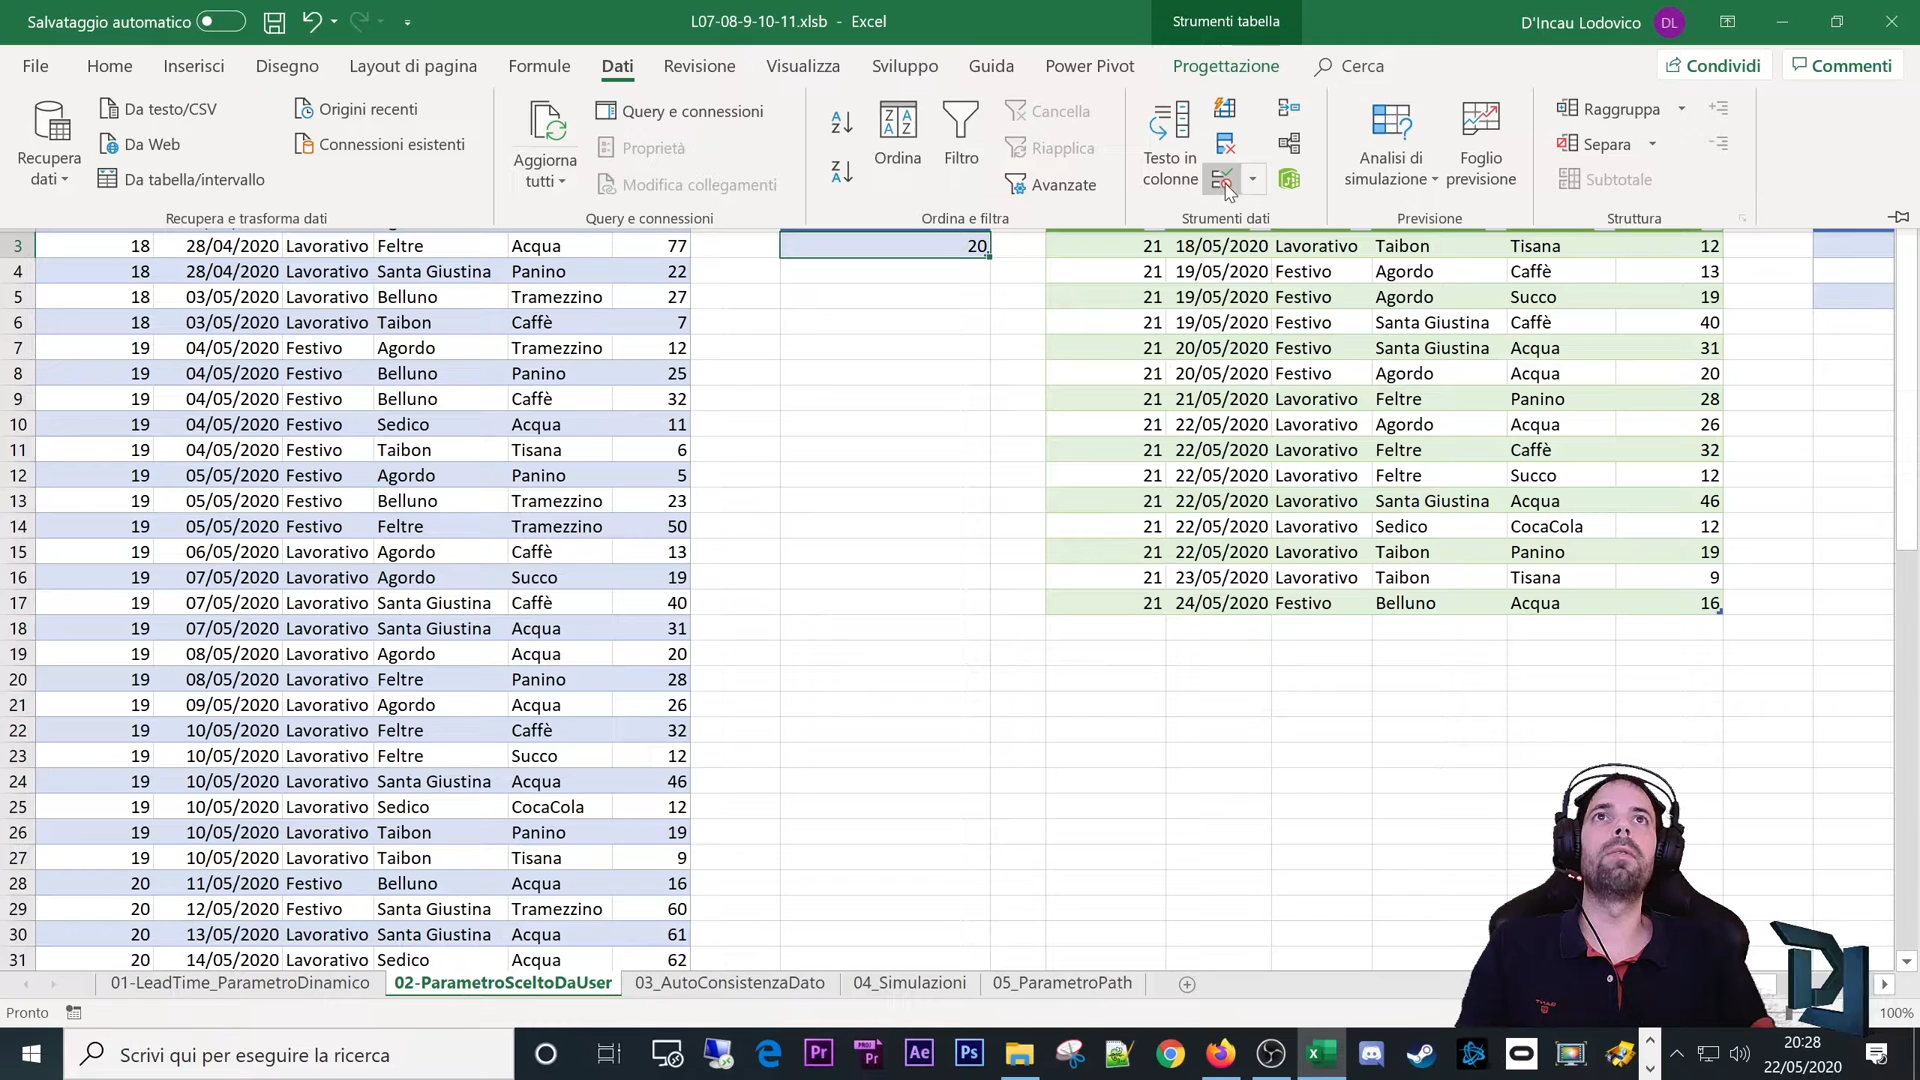 Salvataggio automatico L07-08-9-10-11.xlsb - Excel Strumenti tabella D'Incau Lodovico DL
File Home Inserisci Disegno Layout di pagina Formule Dati Revisione Visualizza Sviluppo Guida Power Pivot Progettazione Cerca Condividi Commenti
Recupera dati
Da testo/CSV
Da Web
Da tabella/intervallo
Origini recenti
Connessioni esistenti
Recupera e trasforma dati
Aggiorna tutti
Query e connessioni
Proprietà
Modifica collegamenti
Query e connessioni
Ordina
Filtro
Cancella
Riapplica
Avanzate
Ordina e filtra
Testo in colonne
Strumenti dati
Analisi di simulazione
Foglio previsione
Previsione
Raggruppa
Separa
Subtotale
Struttura
3 18 28/04/2020 Lavorativo Feltre Acqua 77 20 21 18/05/2020 Lavorativo Taibon Tisana 12
4 18 28/04/2020 Lavorativo Santa Giustina Panino 22 21 19/05/2020 Festivo Agordo Caffè 13
5 18 03/05/2020 Lavorativo Belluno Tramezzino 27 21 19/05/2020 Festivo Agordo Succo 19
6 18 03/05/2020 Lavorativo Taibon Caffè 7 21 19/05/2020 Festivo Santa Giustina Caffè 40
7 19 04/05/2020 Festivo Agordo Tramezzino 12 21 20/05/2020 Festivo Santa Giustina Acqua 31
8 19 04/05/2020 Festivo Belluno Panino 25 21 20/05/2020 Festivo Agordo Acqua 20
9 19 04/05/2020 Festivo Belluno Caffè 32 21 21/05/2020 Lavorativo Feltre Panino 28
10 19 04/05/2020 Festivo Sedico Acqua 11 21 22/05/2020 Lavorativo Agordo Acqua 26
11 19 04/05/2020 Festivo Taibon Tisana 6 21 22/05/2020 Lavorativo Feltre Caffè 32
12 19 05/05/2020 Festivo Agordo Panino 5 21 22/05/2020 Lavorativo Feltre Succo 12
13 19 05/05/2020 Festivo Belluno Tramezzino 23 21 22/05/2020 Lavorativo Santa Giustina Acqua 46
14 19 05/05/2020 Festivo Feltre Tramezzino 50 21 22/05/2020 Lavorativo Sedico CocaCola 12
15 19 06/05/2020 Lavorativo Agordo Caffè 13 21 22/05/2020 Lavorativo Taibon Panino 19
16 19 07/05/2020 Lavorativo Agordo Succo 19 21 23/05/2020 Lavorativo Taibon Tisana 9
17 19 07/05/2020 Lavorativo Santa Giustina Caffè 40 21 24/05/2020 Festivo Belluno Acqua 16
18 19 07/05/2020 Lavorativo Santa Giustina Acqua 31
19 19 08/05/2020 Lavorativo Agordo Acqua 20
20 19 08/05/2020 Lavorativo Feltre Panino 28
21 19 09/05/2020 Lavorativo Agordo Acqua 26
22 19 10/05/2020 Lavorativo Feltre Caffè 32
23 19 10/05/2020 Lavorativo Feltre Succo 12
24 19 10/05/2020 Lavorativo Santa Giustina Acqua 46
25 19 10/05/2020 Lavorativo Sedico CocaCola 12
26 19 10/05/2020 Lavorativo Taibon Panino 19
27 19 10/05/2020 Lavorativo Taibon Tisana 9
28 20 11/05/2020 Festivo Belluno Acqua 16
29 20 12/05/2020 Festivo Santa Giustina Tramezzino 60
30 20 13/05/2020 Lavorativo Santa Giustina Acqua 61
31 20 14/05/2020 Lavorativo Sedico Acqua 62
01-LeadTime_ParametroDinamico 02-ParametroSceltoDaUser 03_AutoConsistenzaDato 04_Simulazioni 05_ParametroPath
Pronto 100%
Scrivi qui per eseguire la ricerca
20:28
22/05/2020